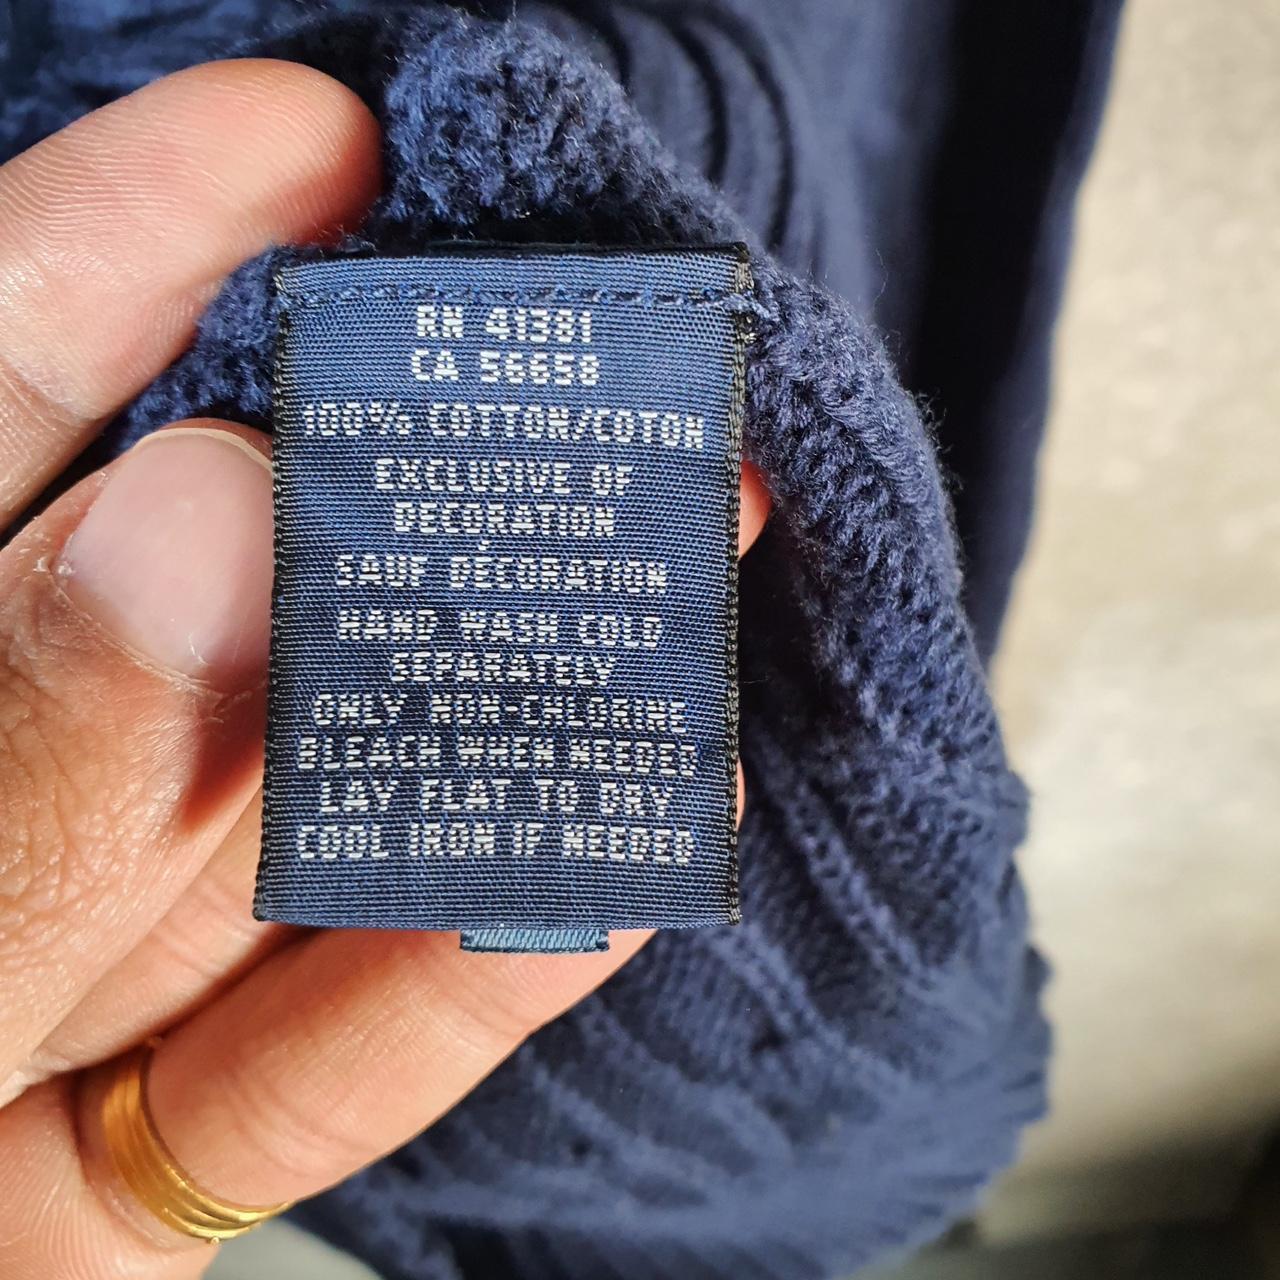 RN 41381
CA 56658
100% COTTON/COTON
EXCLUSIVE OF
DECORATION
SAUF DÉCORATION
HAND WASH COLD
SEPARATELY
ONLY NON-CHLORINE
BLEACH WHEN NEEDED
LAY FLAT TO DRY
COOL IRON IF NEEDED